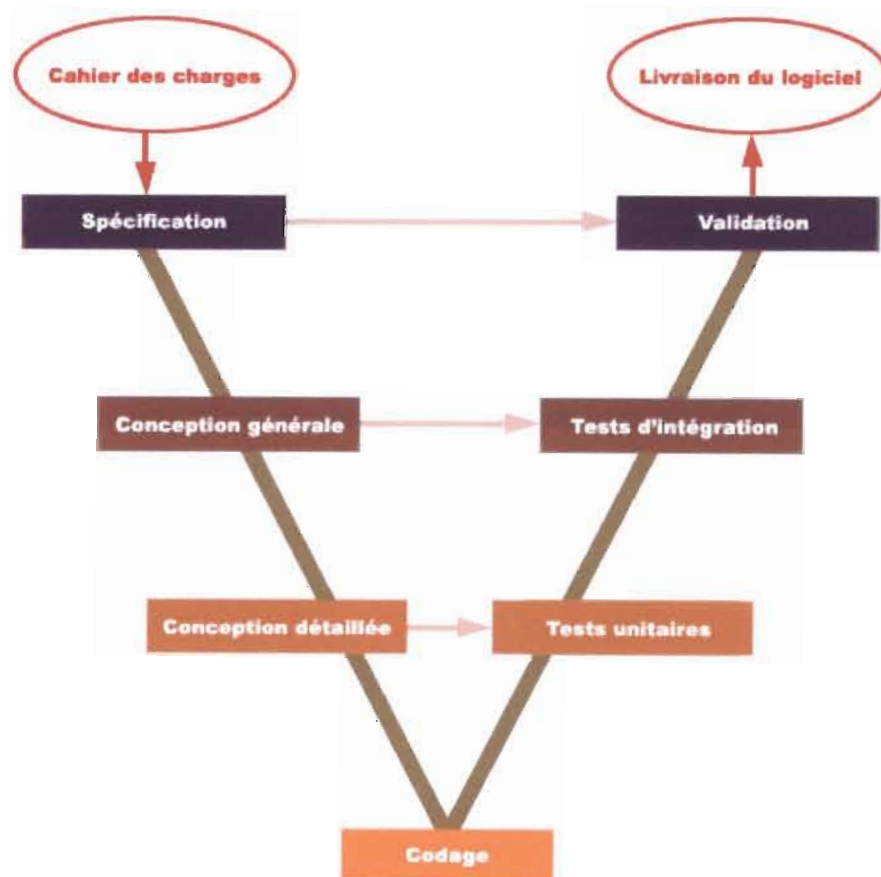 Cahier des charges
Livraison du logiciel
Spécification
Validation
Conception générale
Tests d'intégration
Conception détaillée
Tests unitaires
Codage